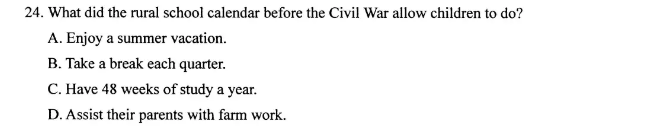 24. What did the rural school calendar before the Civil War allow children to do?
A. Enjoy a summer vacation.
B. Take a break each quarter.
C. Have 48 weeks of study a year.
D. Assist their parents with farm work.